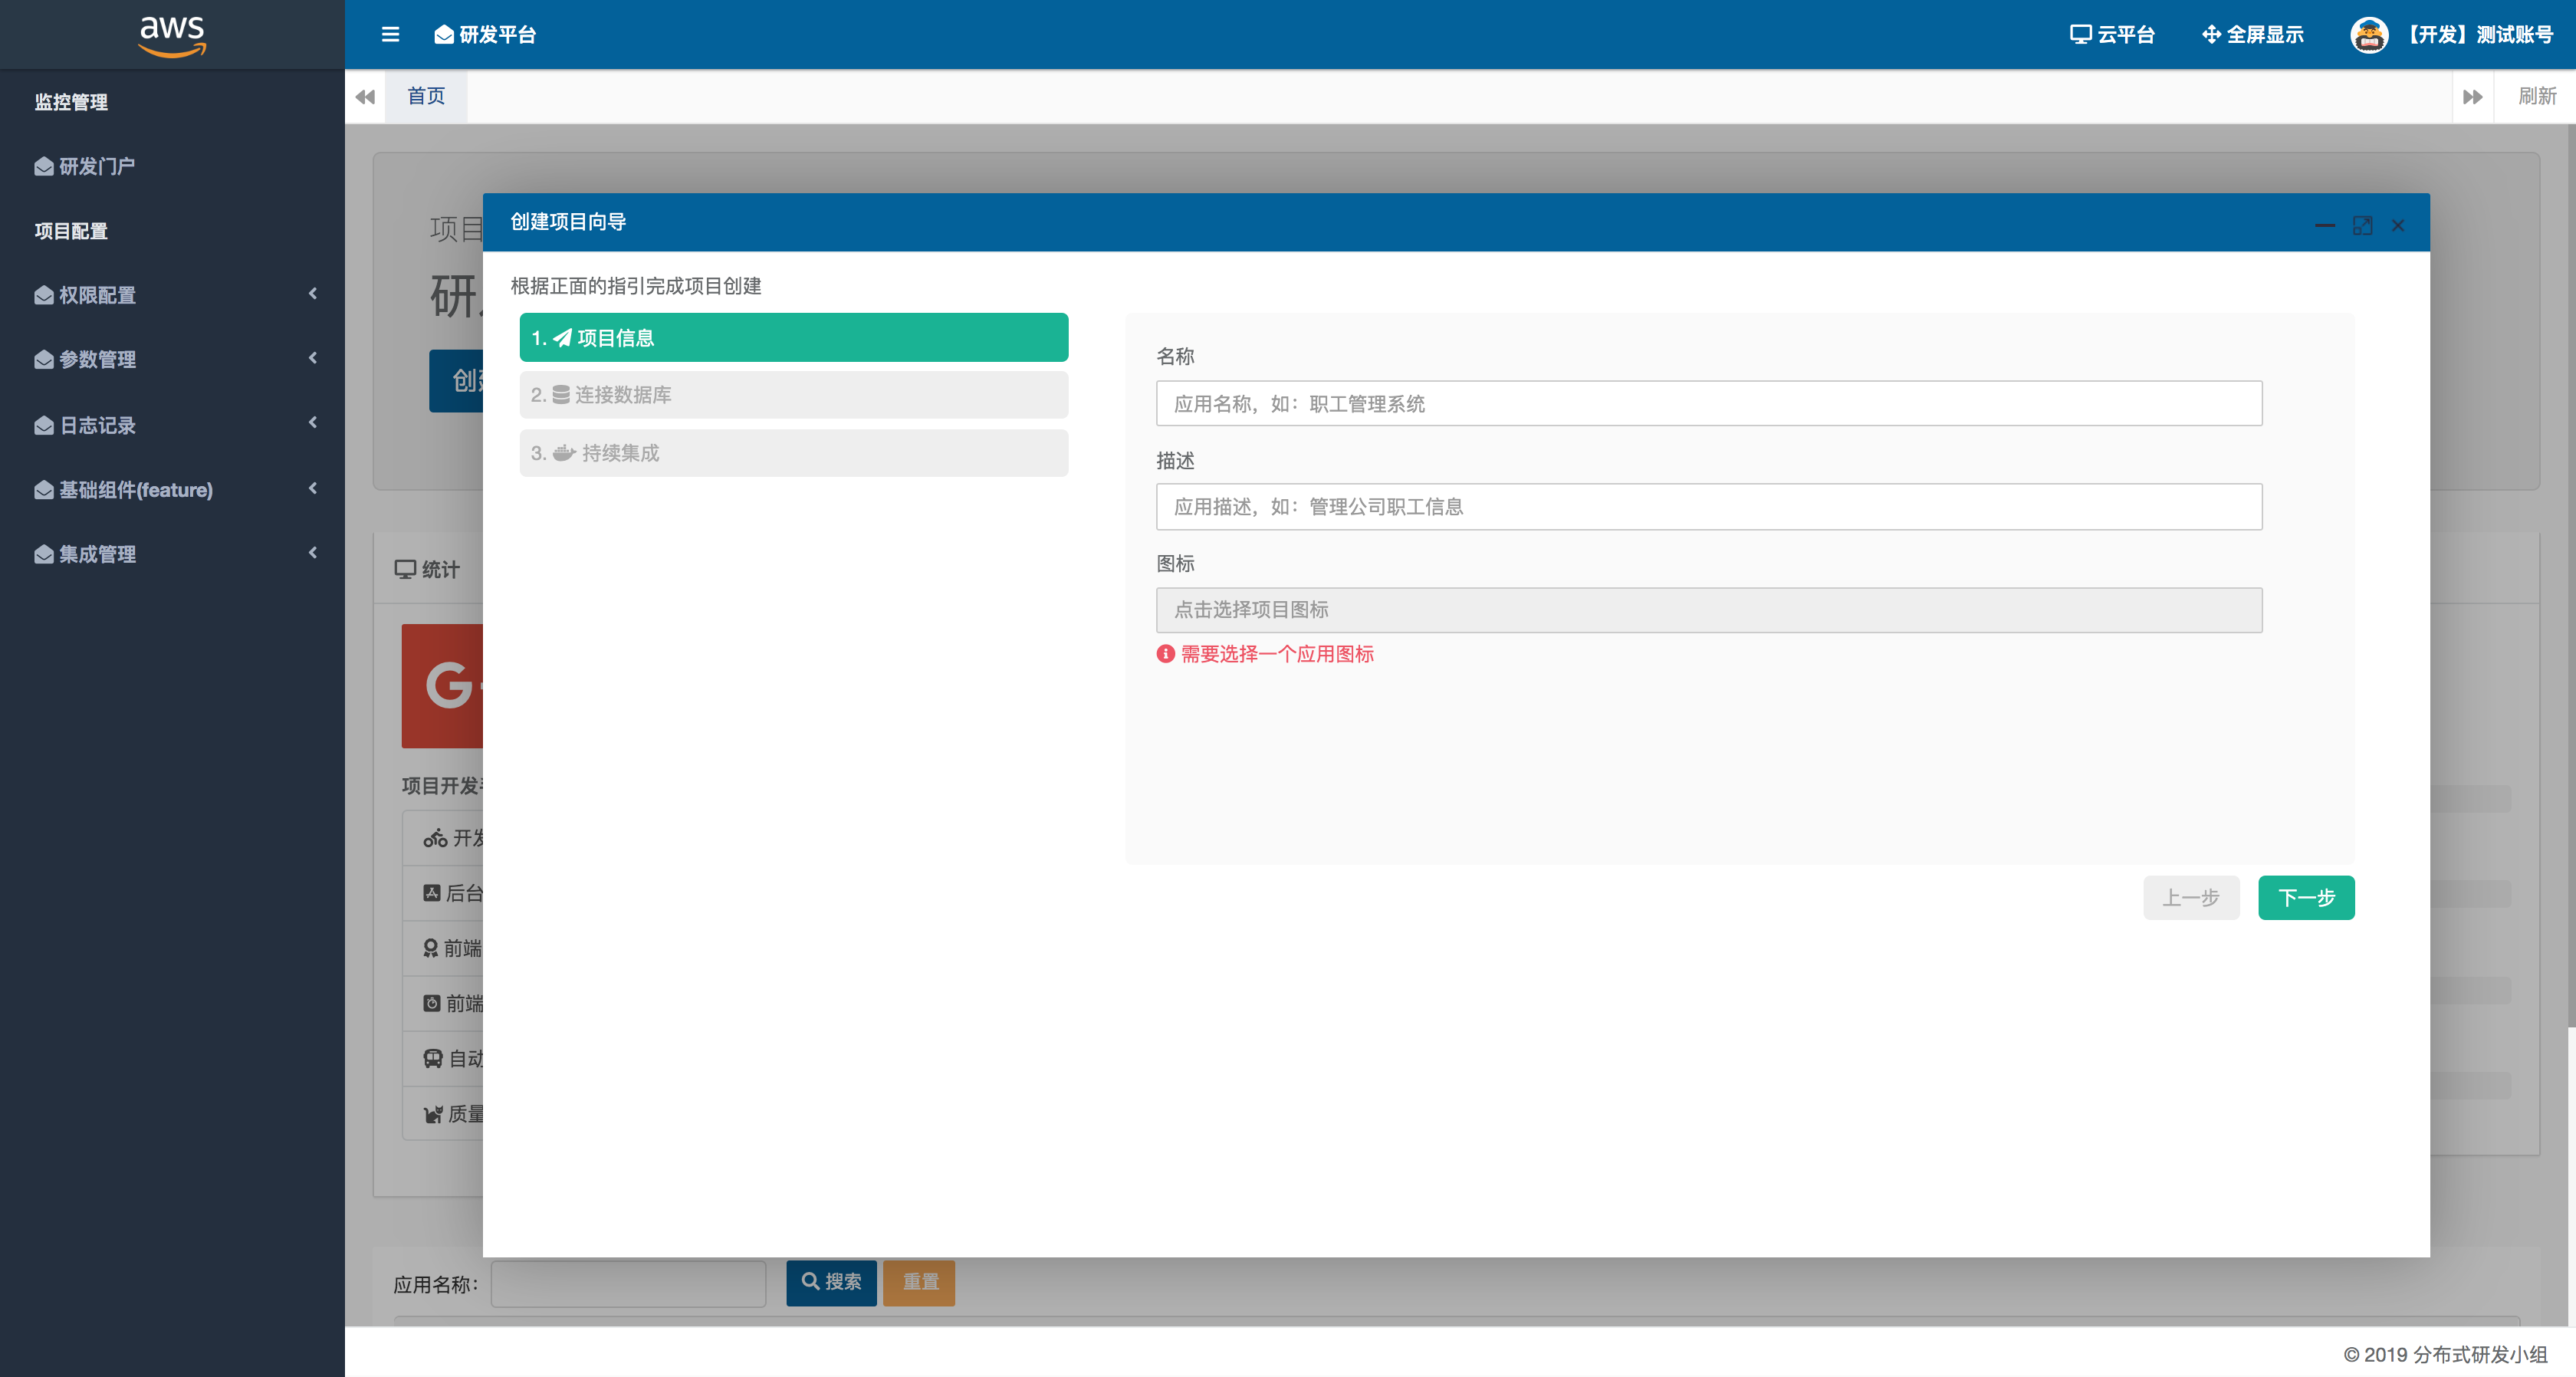 aws
研发平台
云平台
全屏显示
【开发】测试账号
首页
刷新
监控管理
研发门户
项目配置
权限配置
参数管理
日志记录
基础组件(feature)
集成管理
项目
研
创建项目向导
根据正面的指引完成项目创建
1. 项目信息
2. 连接数据库
3. 持续集成
名称
应用名称，如：职工管理系统
描述
应用描述，如：管理公司职工信息
图标
点击选择项目图标
需要选择一个应用图标
上一步
下一步
统计
G
项目开发
开发
后台
前端
前端
自动
质量
应用名称：
搜索
重置
© 2019 分布式研发小组